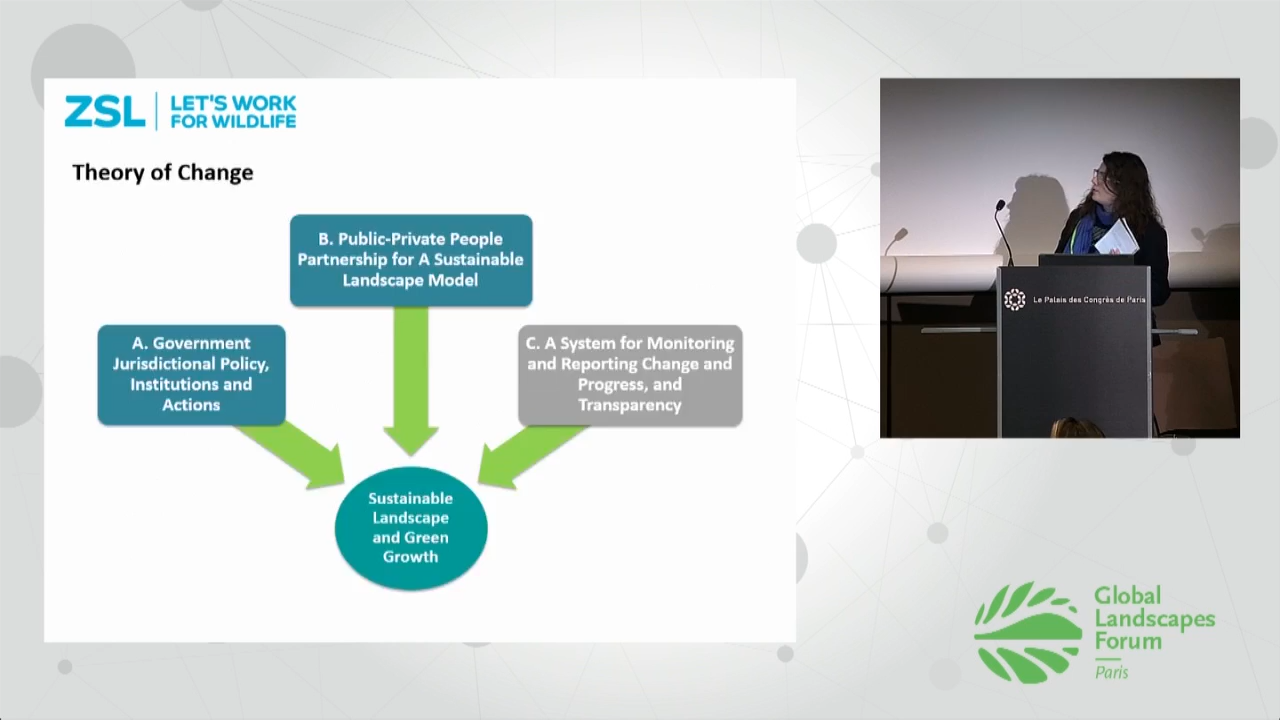 ZSL
LET'S WORK
FOR WILDLIFE
Theory of Change
B. Public-Private People
Partnership for A Sustainable
Landscape Model
A. Government
Jurisdictional Policy,
Institutions and
Actions
C. A System for Monitoring
and Reporting Change and
Progress, and
Transparency
Sustainable
Landscape
and Green
Growth
Le Palais des Congrès de Paris
Global
Landscapes
Forum
Paris